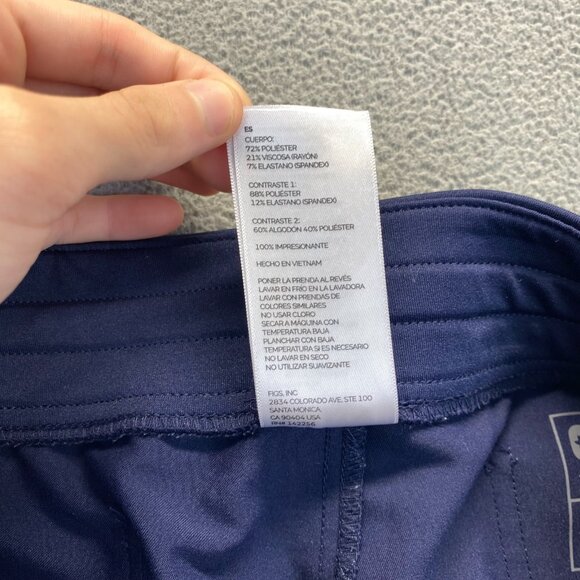 ES
CUERPO:
72% POLIÉSTER
21% VISCOSA (RAYÓN)
7% ELASTANO (SPANDEX)
CONTRASTE 1:
88% POLIÉSTER
12% ELASTANO (SPANDEX)
CONTRASTE 2:
60% ALGODÓN 40% POLIÉSTER
100% IMPRESIONANTE
HECHO EN VIETNAM
PONER LA PRENDA AL REVÉS
LAVAR EN FRÍO EN LA LAVADORA
LAVAR CON PRENDAS DE
COLORES SIMILARES
NO USAR CLORO
SECAR A MÁQUINA CON
TEMPERATURA BAJA
PLANCHAR CON BAJA
TEMPERATURA SI ES NECESARIO
NO LAVAR EN SECO
NO UTILIZAR SUAVIZANTE
FIGS, INC
2834 COLORADO AVE, STE 100
SANTA MONICA,
CA 90404 USA
RN# 142256